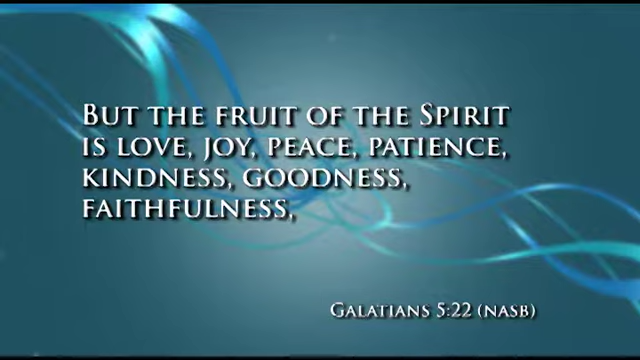 But the fruit of the Spirit
is love, joy, peace, patience,
kindness, goodness,
faithfulness,
Galatians 5:22 (NASB)